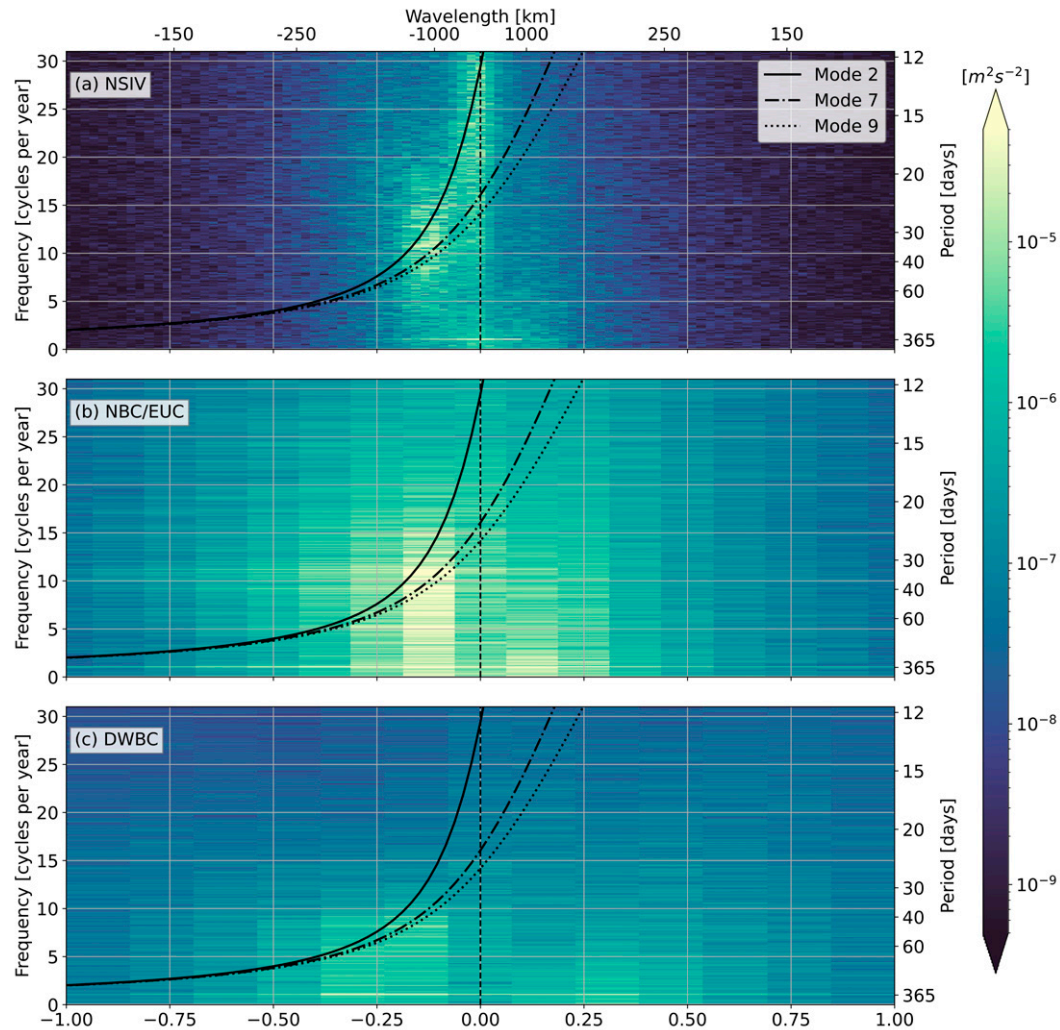 Wavelength [km]
-150 -250 -1000 1000 250 150
(a) NSIV
Mode 2
Mode 7
Mode 9
Frequency [cycles per year]
30
25
20
15
10
5
0
12
15
20
30
40
60
365
Period [days]
(b) NBC/EUC
Frequency [cycles per year]
30
25
20
15
10
5
0
12
15
20
30
40
60
365
Period [days]
(c) DWBC
Frequency [cycles per year]
30
25
20
15
10
5
0
12
15
20
30
40
60
365
Period [days]
−1.00 −0.75 −0.50 −0.25 0.00 0.25 0.50 0.75 1.00
[m²s⁻²]
10⁻⁵
10⁻⁶
10⁻⁷
10⁻⁸
10⁻⁹